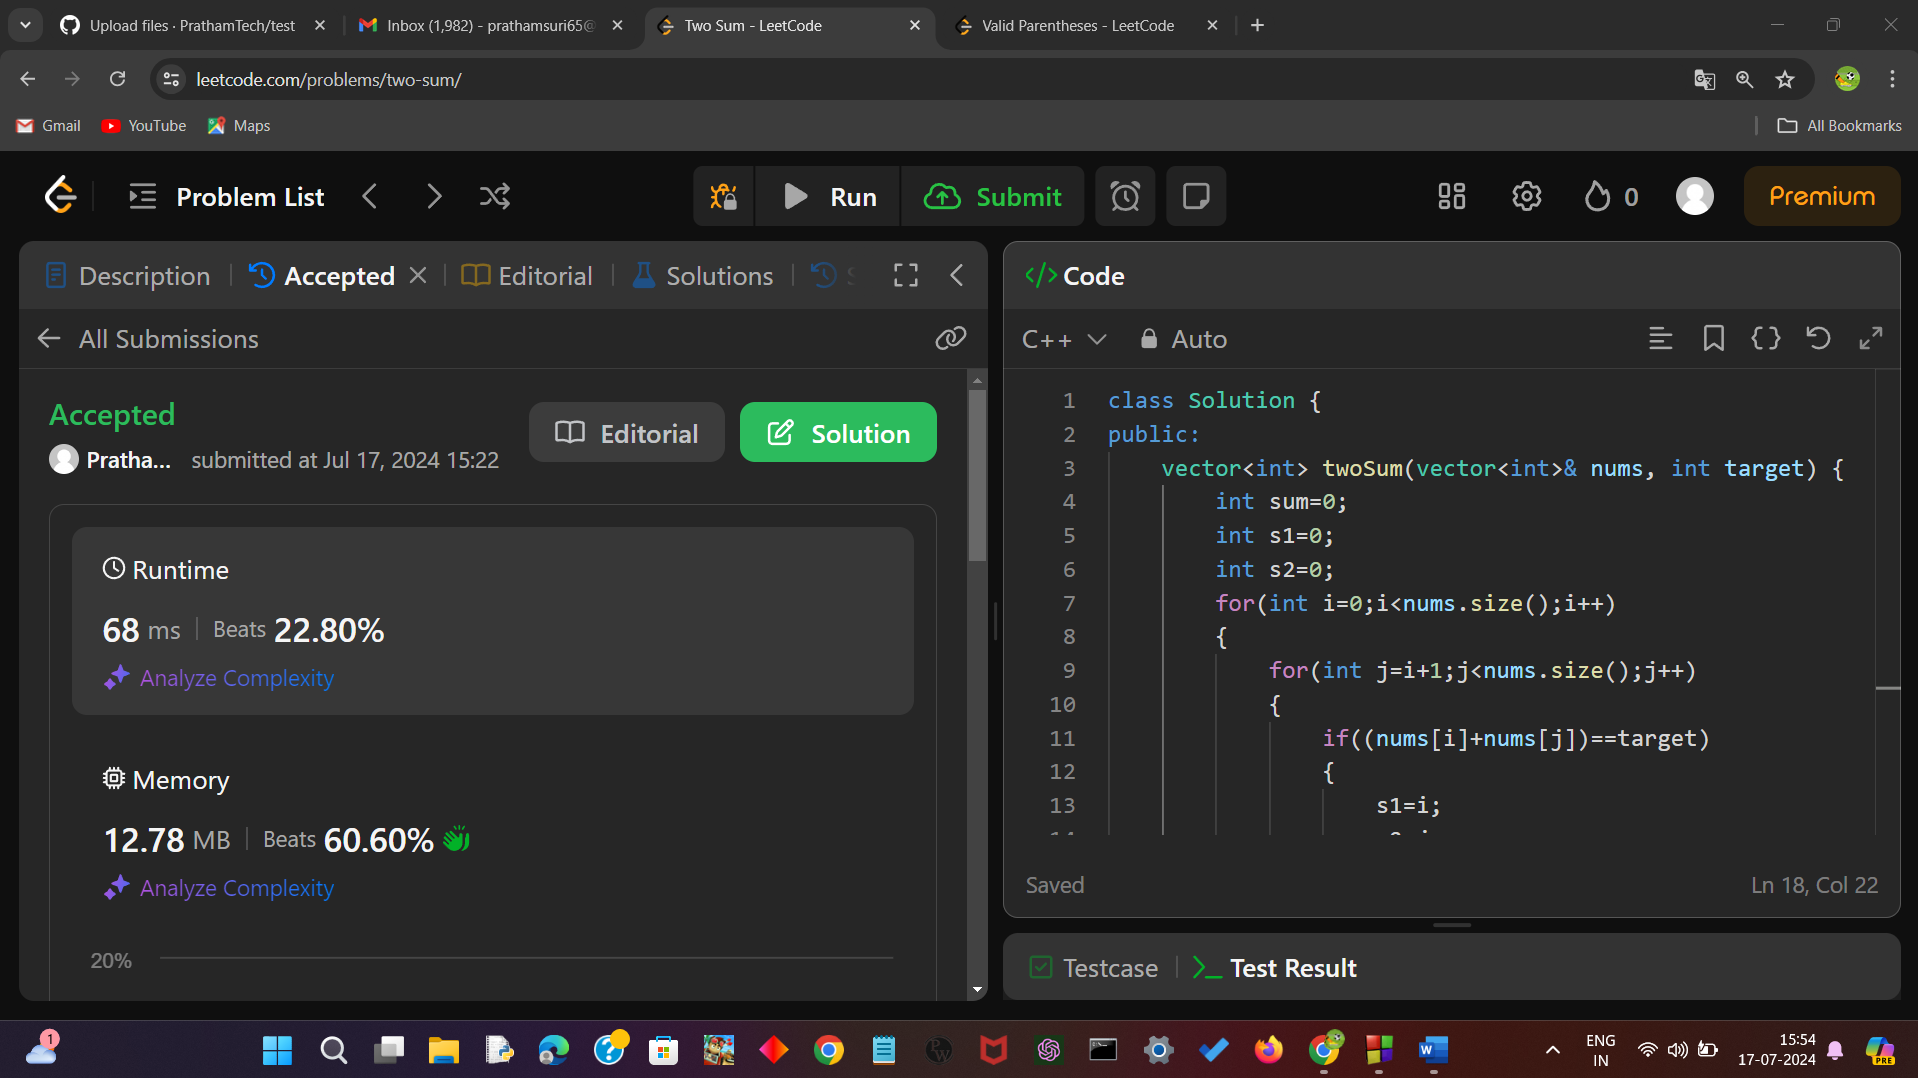 Upload files · PrathamTech/test
Inbox (1,982) - prathamsuri65@
Two Sum - LeetCode
Valid Parentheses - LeetCode
leetcode.com/problems/two-sum/
Gmail
YouTube
Maps
All Bookmarks
Problem List
Run
Submit
0
Premium
Description
Accepted
Editorial
Solutions
All Submissions
Accepted
Pratha... submitted at Jul 17, 2024 15:22
Editorial
Solution
Runtime
68 ms Beats 22.80%
Analyze Complexity
Memory
12.78 MB Beats 60.60%
Analyze Complexity
20%
</> Code
C++
Auto
1 class Solution {
2 public:
3 vector<int> twoSum(vector<int>& nums, int target) {
4 int sum=0;
5 int s1=0;
6 int s2=0;
7 for(int i=0;i<nums.size();i++)
8 {
9 for(int j=i+1;j<nums.size();j++)
10 {
11 if((nums[i]+nums[j])==target)
12 {
13 s1=i;
Saved
Ln 18, Col 22
Testcase
Test Result
1
PRE
ENG
IN
15:54
17-07-2024